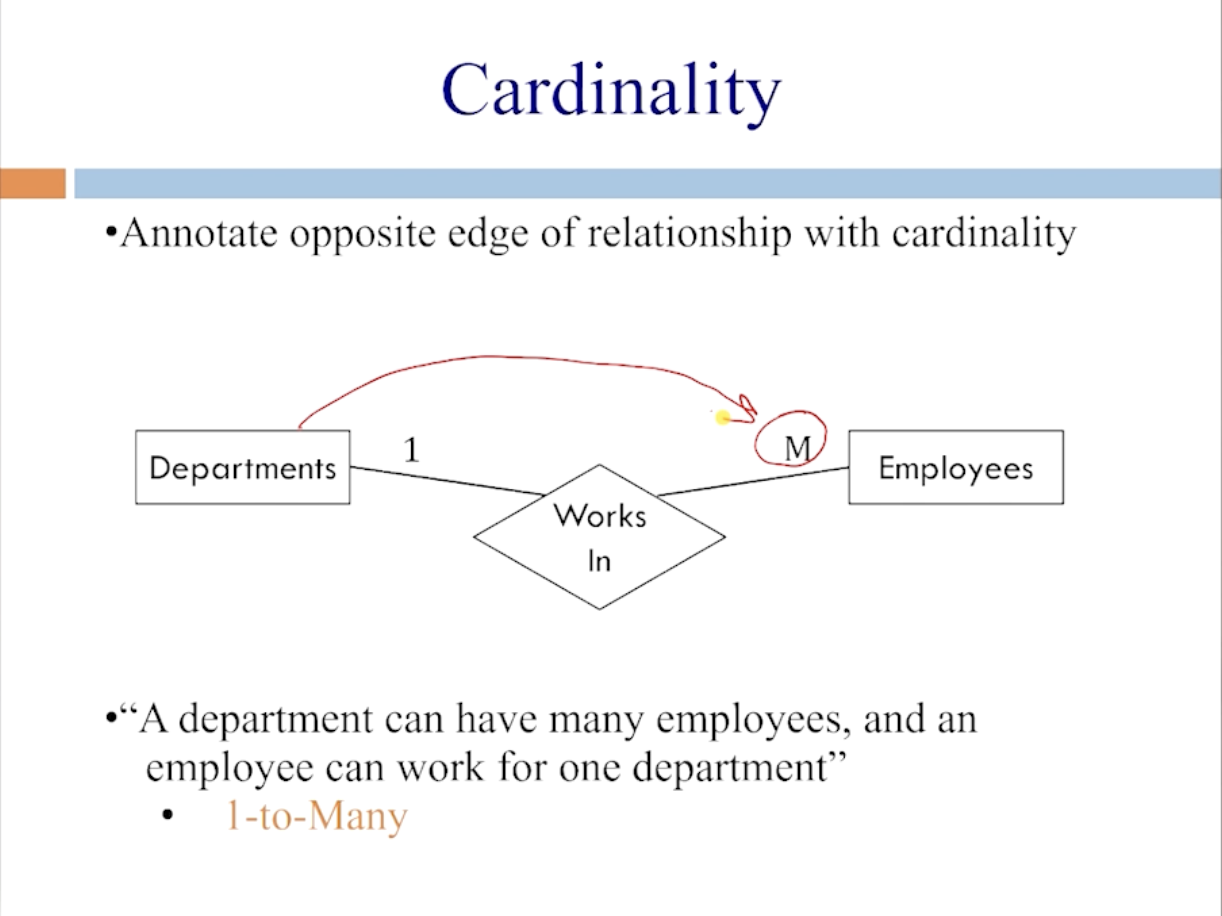 Cardinality
•Annotate opposite edge of relationship with cardinality
1
M
Departments
Employees
Works
In
•“A department can have many employees, and an
employee can work for one department”
• 1-to-Many